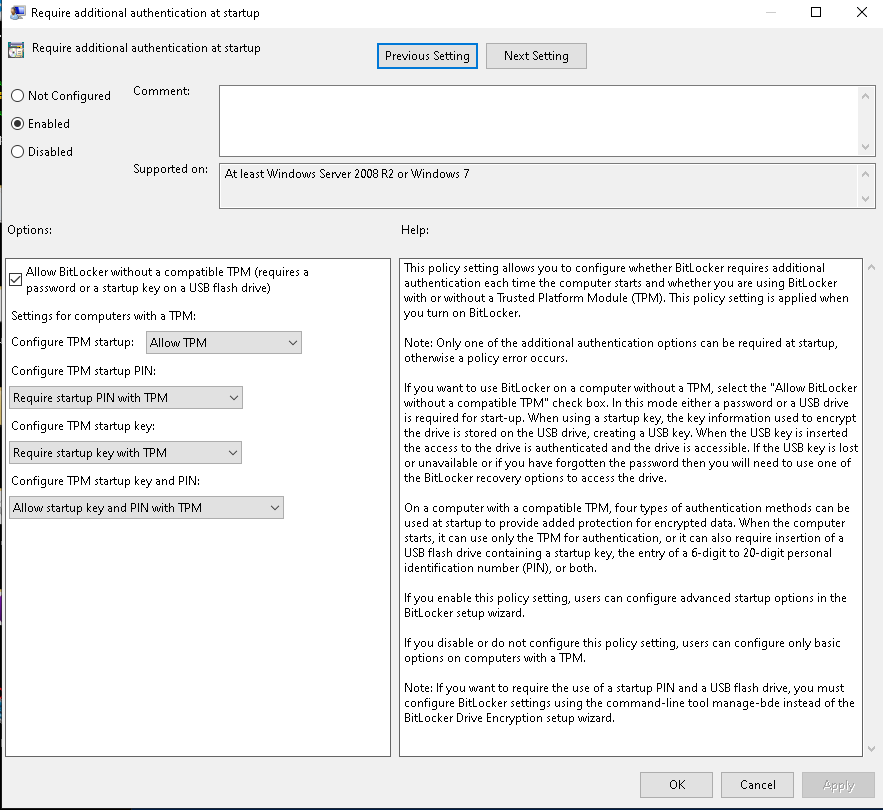 Require additional authentication at startup
Require additional authentication at startup
Previous Setting
Next Setting
Not Configured
Enabled
Disabled
Comment:
Supported on:
At least Windows Server 2008 R2 or Windows 7
Options:
Help:
Allow BitLocker without a compatible TPM (requires a
password or a startup key on a USB flash drive)
Settings for computers with a TPM:
Configure TPM startup:
Allow TPM
Configure TPM startup PIN:
Require startup PIN with TPM
Configure TPM startup key:
Require startup key with TPM
Configure TPM startup key and PIN:
Allow startup key and PIN with TPM
This policy setting allows you to configure whether BitLocker requires additional
authentication each time the computer starts and whether you are using BitLocker
with or without a Trusted Platform Module (TPM). This policy setting is applied when
you turn on BitLocker.
Note: Only one of the additional authentication options can be required at startup,
otherwise a policy error occurs.
If you want to use BitLocker on a computer without a TPM, select the "Allow BitLocker
without a compatible TPM" check box. In this mode either a password or a USB drive
is required for start-up. When using a startup key, the key information used to encrypt
the drive is stored on the USB drive, creating a USB key. When the USB key is inserted
the access to the drive is authenticated and the drive is accessible. If the USB key is lost
or unavailable or if you have forgotten the password then you will need to use one of
the BitLocker recovery options to access the drive.
On a computer with a compatible TPM, four types of authentication methods can be
used at startup to provide added protection for encrypted data. When the computer
starts, it can use only the TPM for authentication, or it can also require insertion of a
USB flash drive containing a startup key, the entry of a 6-digit to 20-digit personal
identification number (PIN), or both.
If you enable this policy setting, users can configure advanced startup options in the
BitLocker setup wizard.
If you disable or do not configure this policy setting, users can configure only basic
options on computers with a TPM.
Note: If you want to require the use of a startup PIN and a USB flash drive, you must
configure BitLocker settings using the command-line tool manage-bde instead of the
BitLocker Drive Encryption setup wizard.
OK
Cancel
Apply